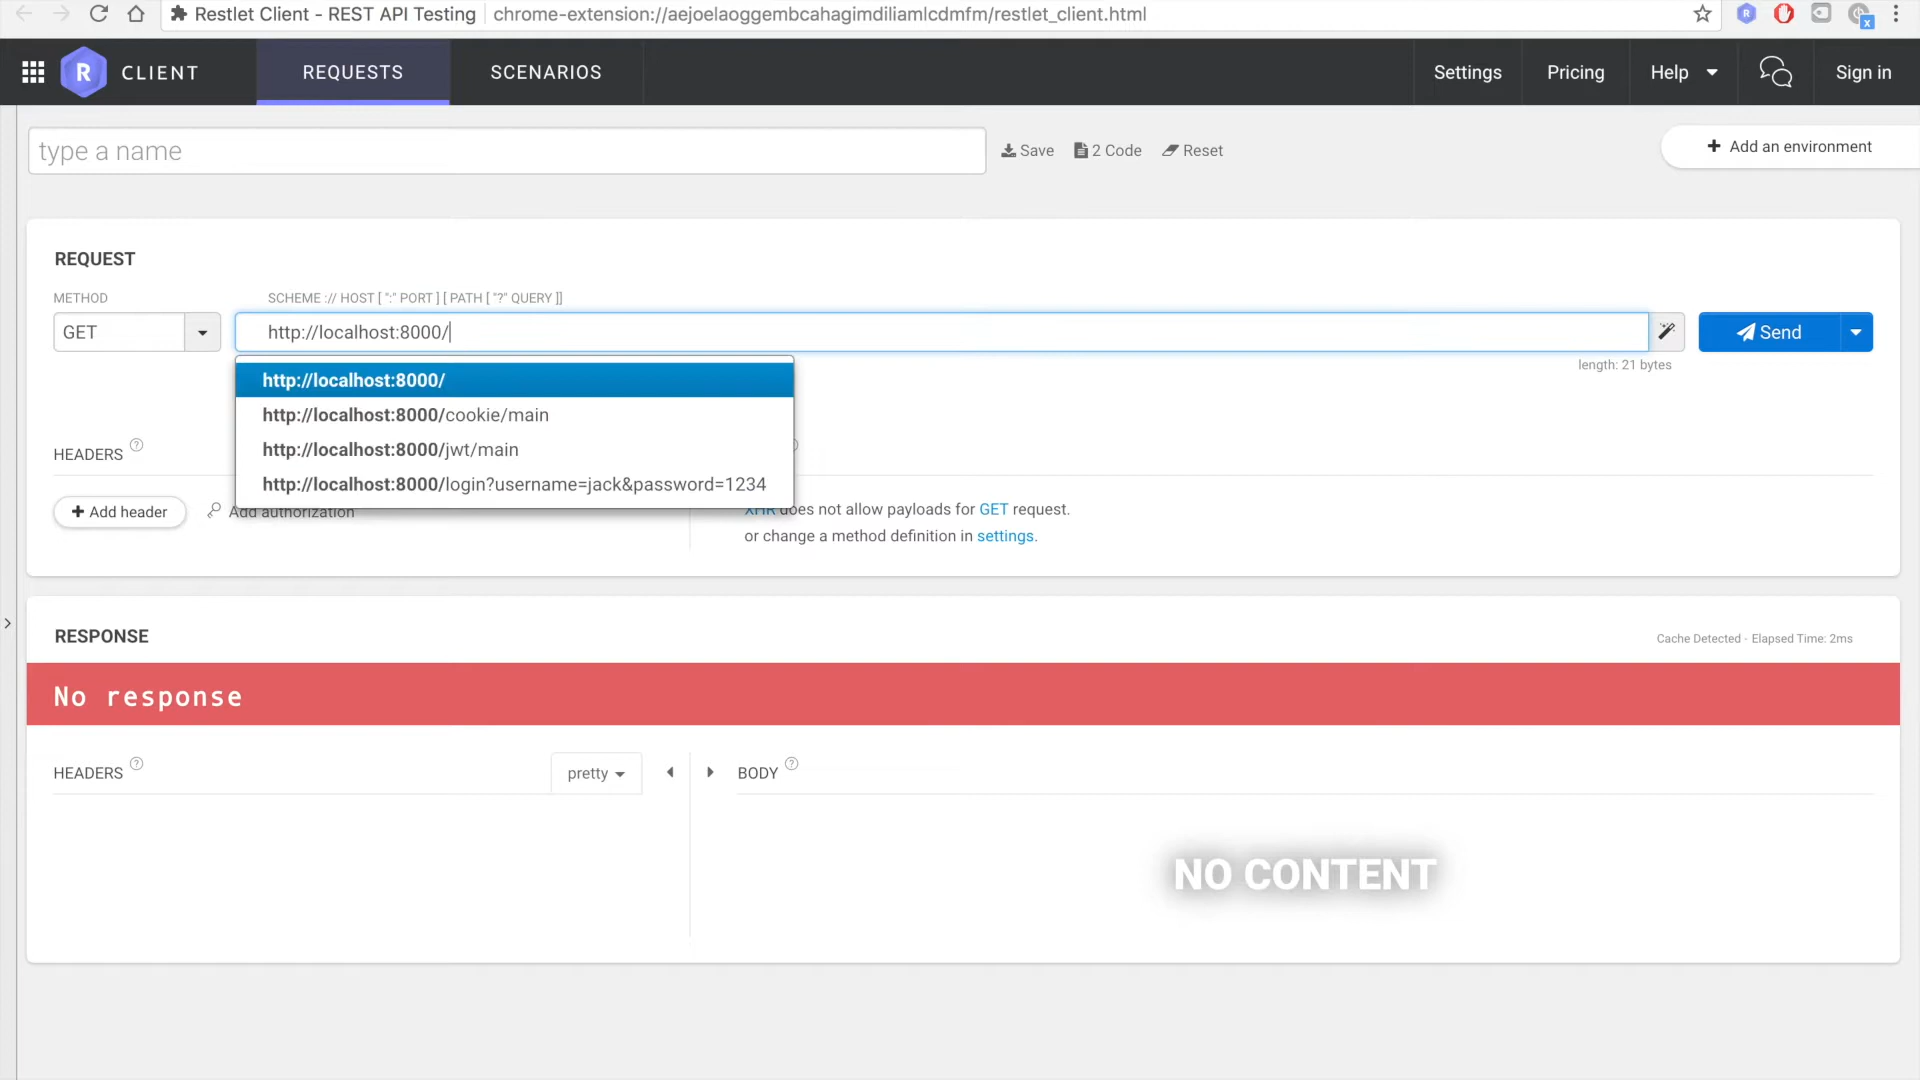 Restlet Client - REST API Testing chrome-extension://aejoelaoggembcahagimdiliamlcdmfm/restlet_client.html
R CLIENT REQUESTS SCENARIOS Settings Pricing Help Sign in
type a name Save 2 Code Reset + Add an environment
REQUEST
METHOD SCHEME :// HOST [ ":" PORT ] [ PATH [ "?" QUERY ]]
GET http://localhost:8000/ Send
length: 21 bytes
http://localhost:8000/
http://localhost:8000/cookie/main
http://localhost:8000/jwt/main
http://localhost:8000/login?username=jack&password=1234
HEADERS ?
+ Add header Add authorization XHR does not allow payloads for GET request.
or change a method definition in settings.
RESPONSE Cache Detected - Elapsed Time: 2ms
No response
HEADERS ? pretty BODY ?
NO CONTENT